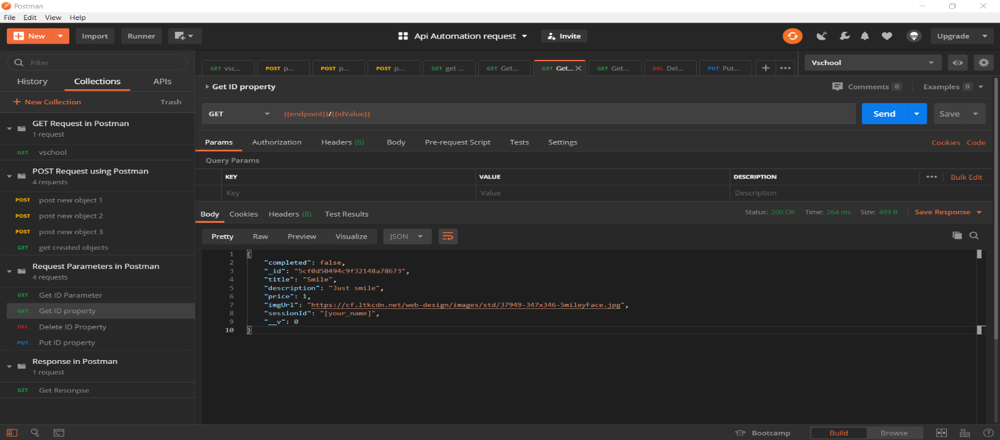 Postman
File Edit View Help
New Import Runner Api Automation request Invite Upgrade
Filter
History Collections APIs
New Collection Trash
GET Request in Postman
1 request
GET vschool
POST Request using Postman
4 requests
POST post new object 1
POST post new object 2
POST post new object 3
GET get created objects
Request Parameters in Postman
4 requests
GET Get ID Parameter
GET Get ID property
DEL Delete ID Property
PUT Put ID property
Response in Postman
1 request
GET Get Resonpse
GET vsc... POST p... POST p... POST p... GET get ... GET Get... GET Get... GET Get... DEL Del... PUT Put... Vschool
Get ID property Comments 0 Examples 0
GET {{endpoint}}/{{idValue}} Send Save
Params Authorization Headers (6) Body Pre-request Script Tests Settings Cookies Code
Query Params
KEY VALUE DESCRIPTION Bulk Edit
Key Value Description
Body Cookies Headers (8) Test Results Status: 200 OK Time: 264 ms Size: 499 B Save Response
Pretty Raw Preview Visualize JSON
1 {
2 "completed": false,
3 "_id": "5cf0d50494c9f32148a78673",
4 "title": "Smile",
5 "description": "Just smile",
6 "price": 1,
7 "imgUrl": "https://cf.ltkcdn.net/web-design/images/std/37949-347x346-SmileyFace.jpg",
8 "sessionId": "[your_name]",
9 "__v": 0
10 }
Bootcamp Build Browse